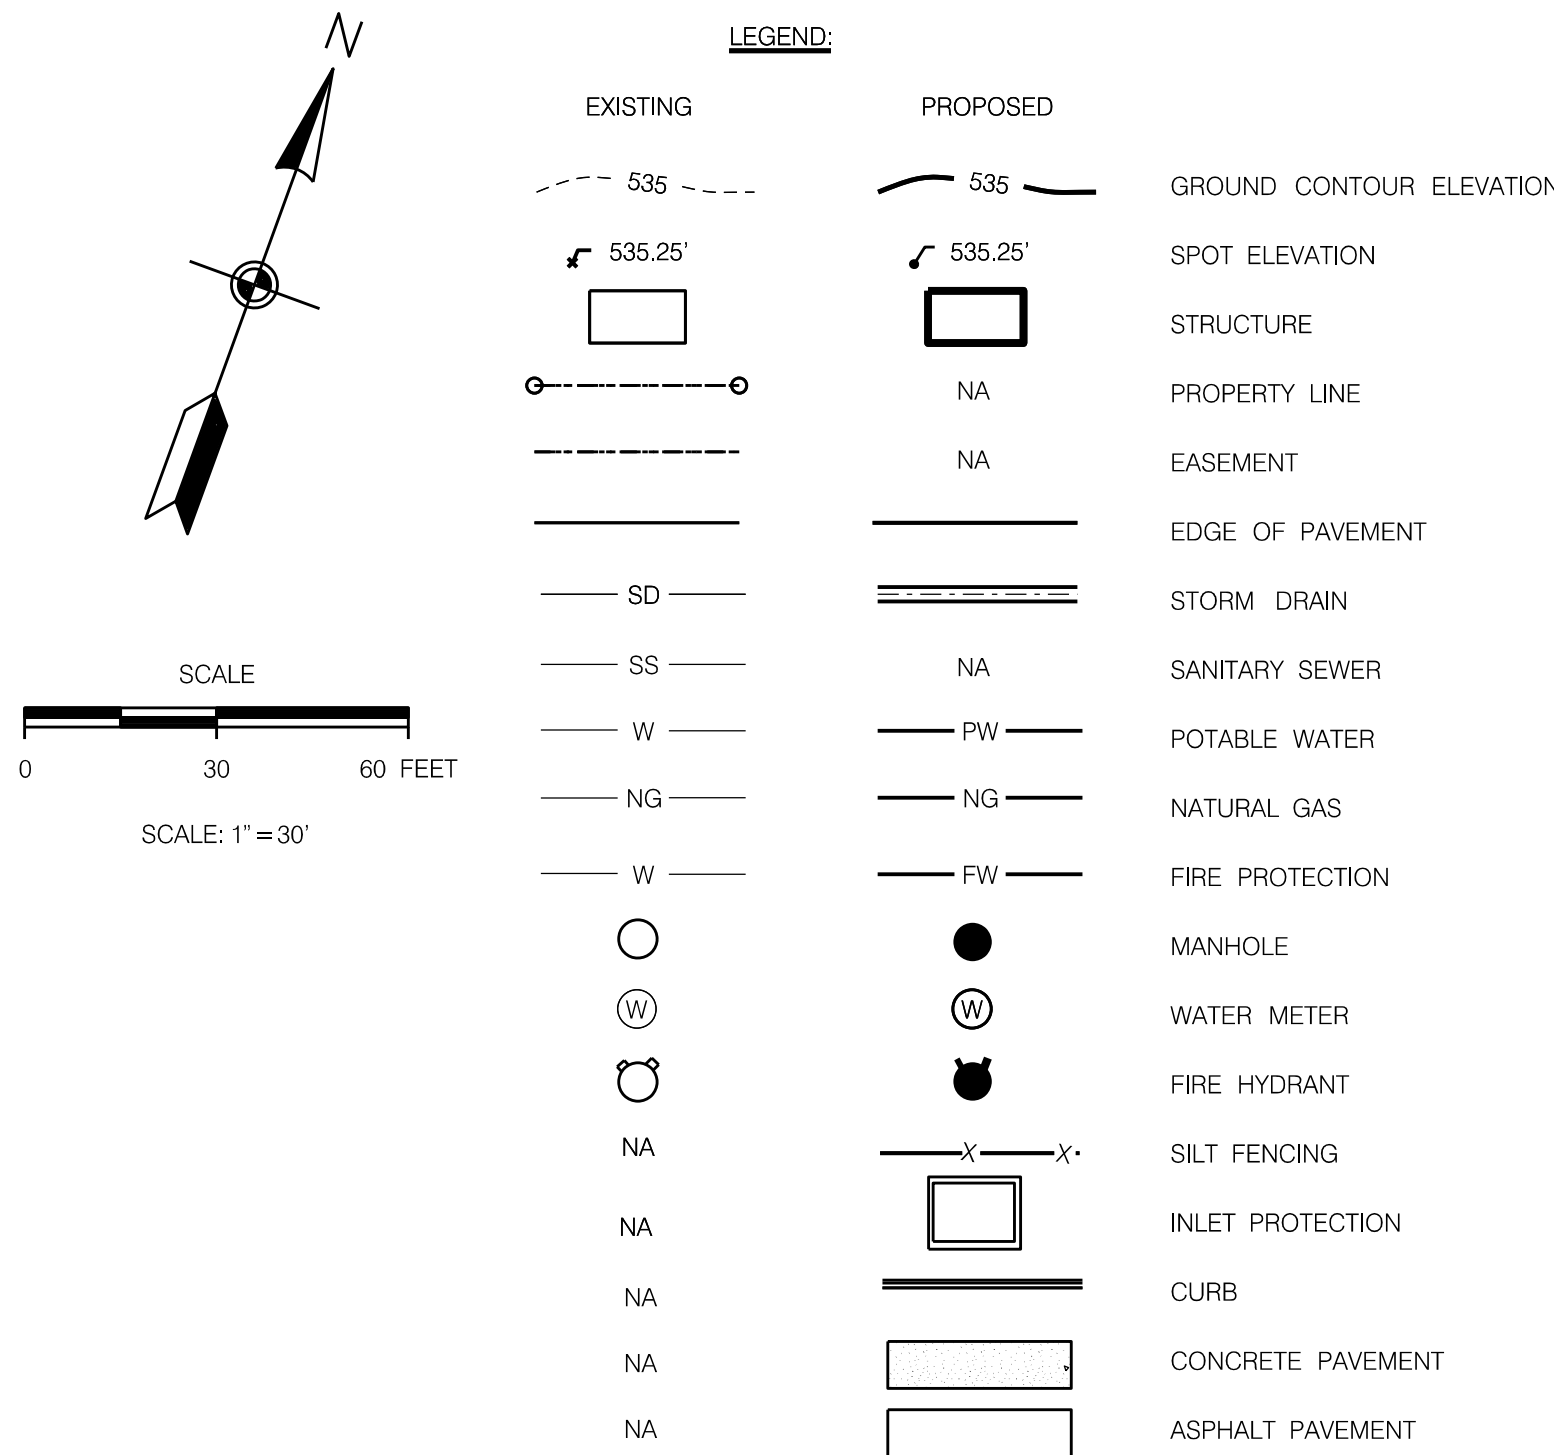 N
LEGEND:
EXISTING PROPOSED
535 535 GROUND CONTOUR ELEVATION
535.25' 535.25' SPOT ELEVATION
STRUCTURE
NA PROPERTY LINE
NA EASEMENT
EDGE OF PAVEMENT
SD STORM DRAIN
SS NA SANITARY SEWER
W PW POTABLE WATER
NG NG NATURAL GAS
W FW FIRE PROTECTION
MANHOLE
W W WATER METER
FIRE HYDRANT
NA X X SILT FENCING
NA INLET PROTECTION
NA CURB
NA CONCRETE PAVEMENT
NA ASPHALT PAVEMENT
SCALE
0 30 60 FEET
SCALE: 1" = 30'